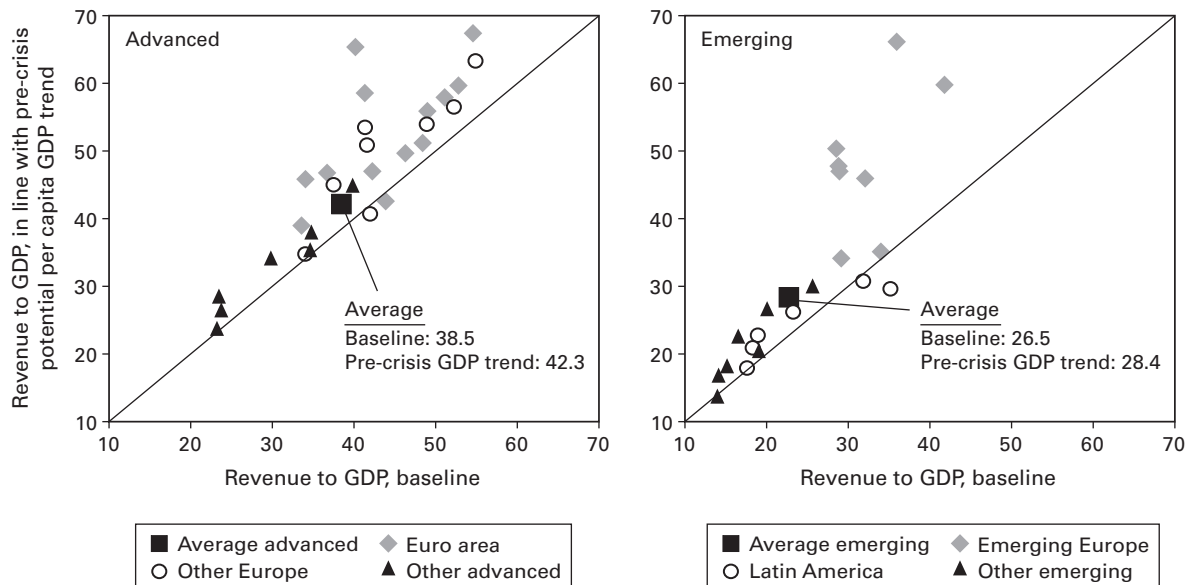 Revenue to GDP, in line with pre-crisis
potential per capita GDP trend
70
60
50
40
30
20
10
Advanced
Average
Baseline: 38.5
Pre-crisis GDP trend: 42.3
10 20 30 40 50 60 70
Revenue to GDP, baseline
Average advanced
Euro area
Other Europe
Other advanced
70
60
50
40
30
20
10
Emerging
Average
Baseline: 26.5
Pre-crisis GDP trend: 28.4
10 20 30 40 50 60 70
Revenue to GDP, baseline
Average emerging
Emerging Europe
Latin America
Other emerging